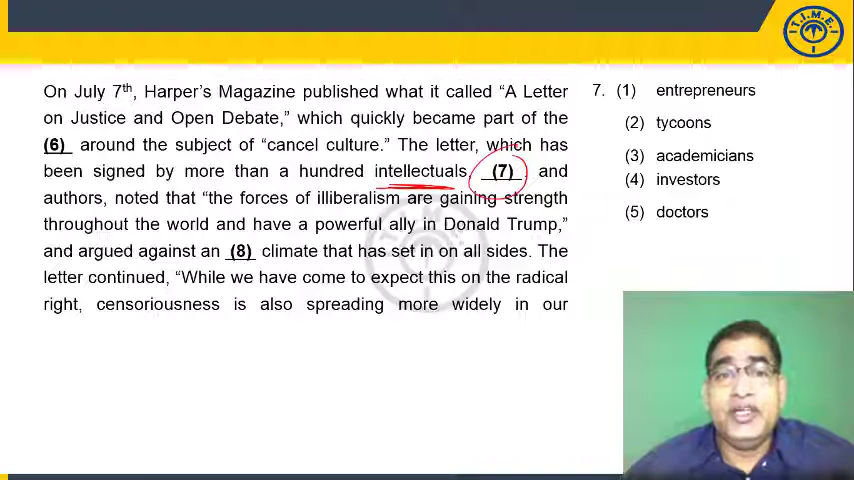 T.I.M.E.
On July 7th, Harper's Magazine published what it called “A Letter
on Justice and Open Debate,” which quickly became part of the
(6) around the subject of “cancel culture.” The letter, which has
been signed by more than a hundred intellectuals, (7) and
authors, noted that “the forces of illiberalism are gaining strength
throughout the world and have a powerful ally in Donald Trump,”
and argued against an (8) climate that has set in on all sides. The
letter continued, “While we have come to expect this on the radical
right, censoriousness is also spreading more widely in our
7. (1) entrepreneurs
(2) tycoons
(3) academicians
(4) investors
(5) doctors